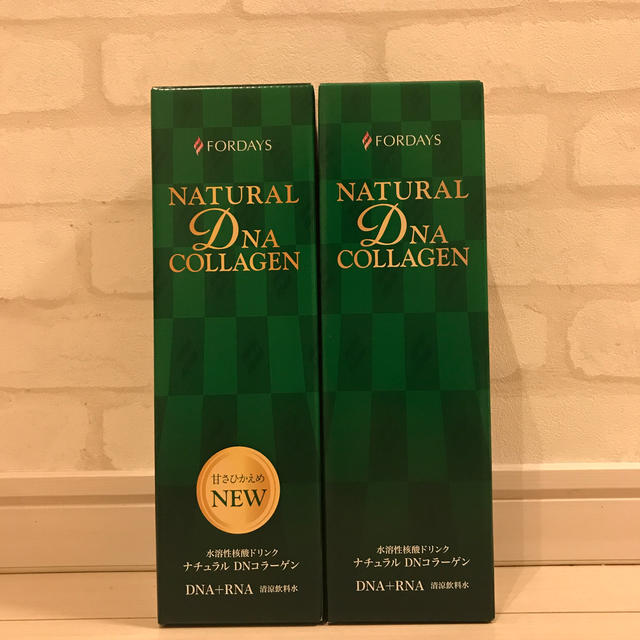 FORDAYS
NATURAL
DNA
COLLAGEN
甘さひかえめ
NEW
水溶性核酸ドリンク
ナチュラル DNコラーゲン
DNA+RNA 清涼飲料水
FORDAYS
NATURAL
DNA
COLLAGEN
水溶性核酸ドリンク
ナチュラル DNコラーゲン
DNA+RNA 清涼飲料水